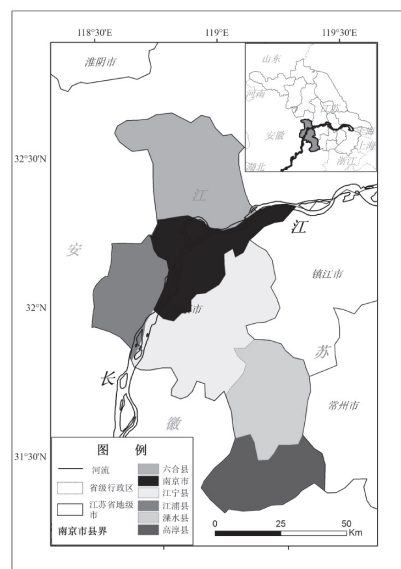 118°30'E 119°E 119°30'E
淮阴市
山东
河南
江苏
安徽
上海
湖北
浙江
32°30'N
江
江
安
镇江市
32°N
市
苏
长
常州市
徽
31°30'N
图 例
河流
省级行政区
江苏省地级市
南京市县界
六合县
南京市
江宁县
江浦县
溧水县
高淳县
0 25 50
Km